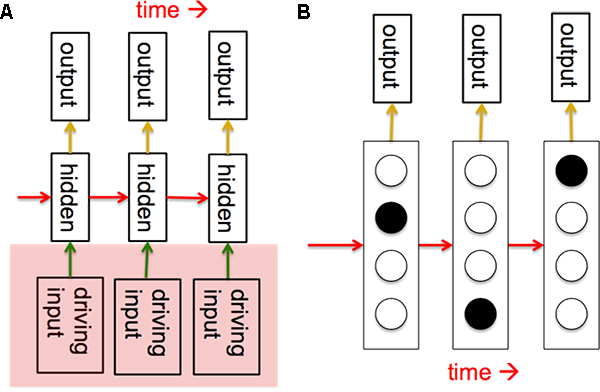 A
time →
output
output
output
hidden
hidden
hidden
driving
input
driving
input
driving
input
B
output
output
output
time →